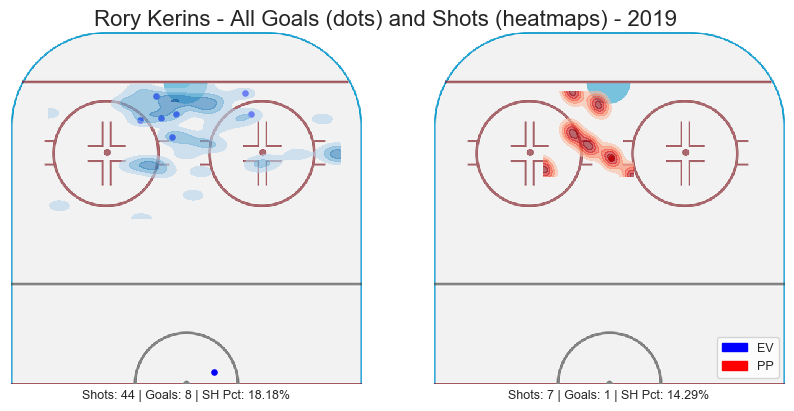 Rory Kerins - All Goals (dots) and Shots (heatmaps) - 2019
EV
PP
Shots: 44 | Goals: 8 | SH Pct: 18.18%
Shots: 7 | Goals: 1 | SH Pct: 14.29%